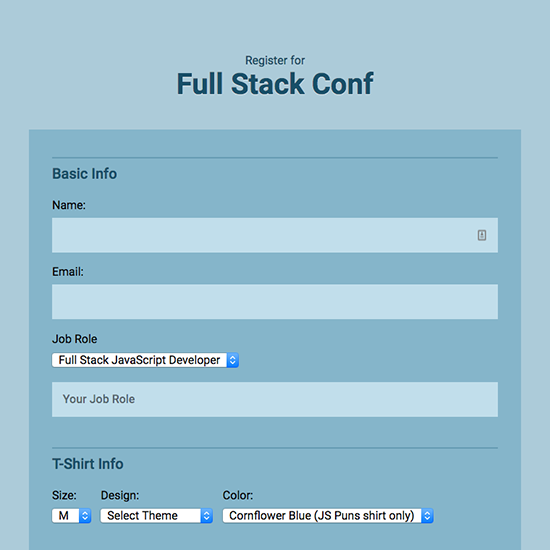 Register for
Full Stack Conf
Basic Info
Name:
Email:
Job Role
Full Stack JavaScript Developer
Your Job Role
T-Shirt Info
Size: Design: Color:
M Select Theme Cornflower Blue (JS Puns shirt only)